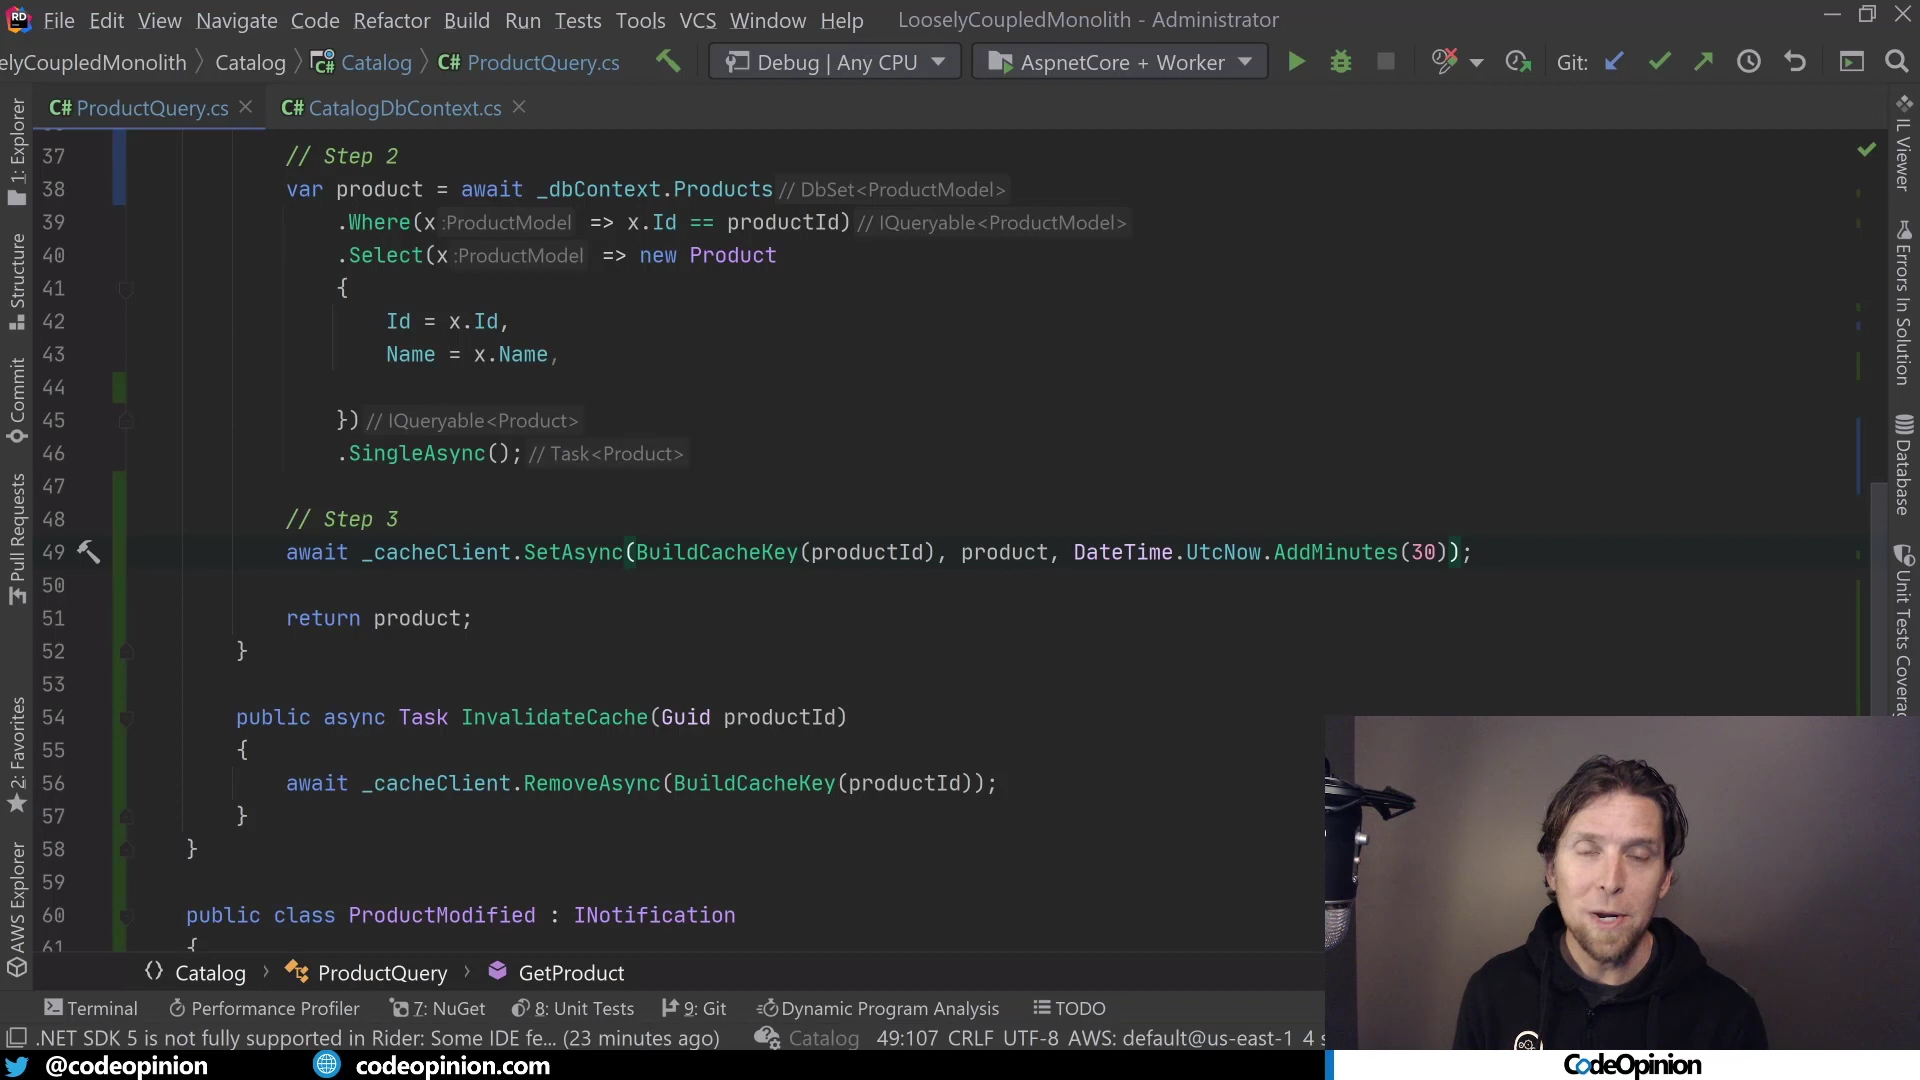 File Edit View Navigate Code Refactor Build Run Tests Tools VCS Window Help LooselyCoupledMonolith - Administrator
elyCoupledMonolith Catalog Catalog C# ProductQuery.cs Debug | Any CPU AspnetCore + Worker Git:
C# ProductQuery.cs C# CatalogDbContext.cs
37 // Step 2
38 var product = await _dbContext.Products // DbSet<ProductModel>
39 .Where(x :ProductModel => x.Id == productId) // IQueryable<ProductModel>
40 .Select(x :ProductModel => new Product
41 {
42 Id = x.Id,
43 Name = x.Name,
44
45 }) // IQueryable<Product>
46 .SingleAsync(); // Task<Product>
47
48 // Step 3
49 await _cacheClient.SetAsync(BuildCacheKey(productId), product, DateTime.UtcNow.AddMinutes(30));
50
51 return product;
52 }
53
54 public async Task InvalidateCache(Guid productId)
55 {
56 await _cacheClient.RemoveAsync(BuildCacheKey(productId));
57 }
58 }
59
60 public class ProductModified : INotification
61 {
1: Explorer
Structure
Commit
Pull Requests
2: Favorites
AWS Explorer
IL Viewer
Errors In Solution
Database
Unit Tests Coverag
Catalog ProductQuery GetProduct
Terminal Performance Profiler 7: NuGet 8: Unit Tests 9: Git Dynamic Program Analysis TODO
.NET SDK 5 is not fully supported in Rider: Some IDE fe... (23 minutes ago) Catalog 49:107 CRLF UTF-8 AWS: default@us-east-1 4 s
@codeopinion codeopinion.com CodeOpinion